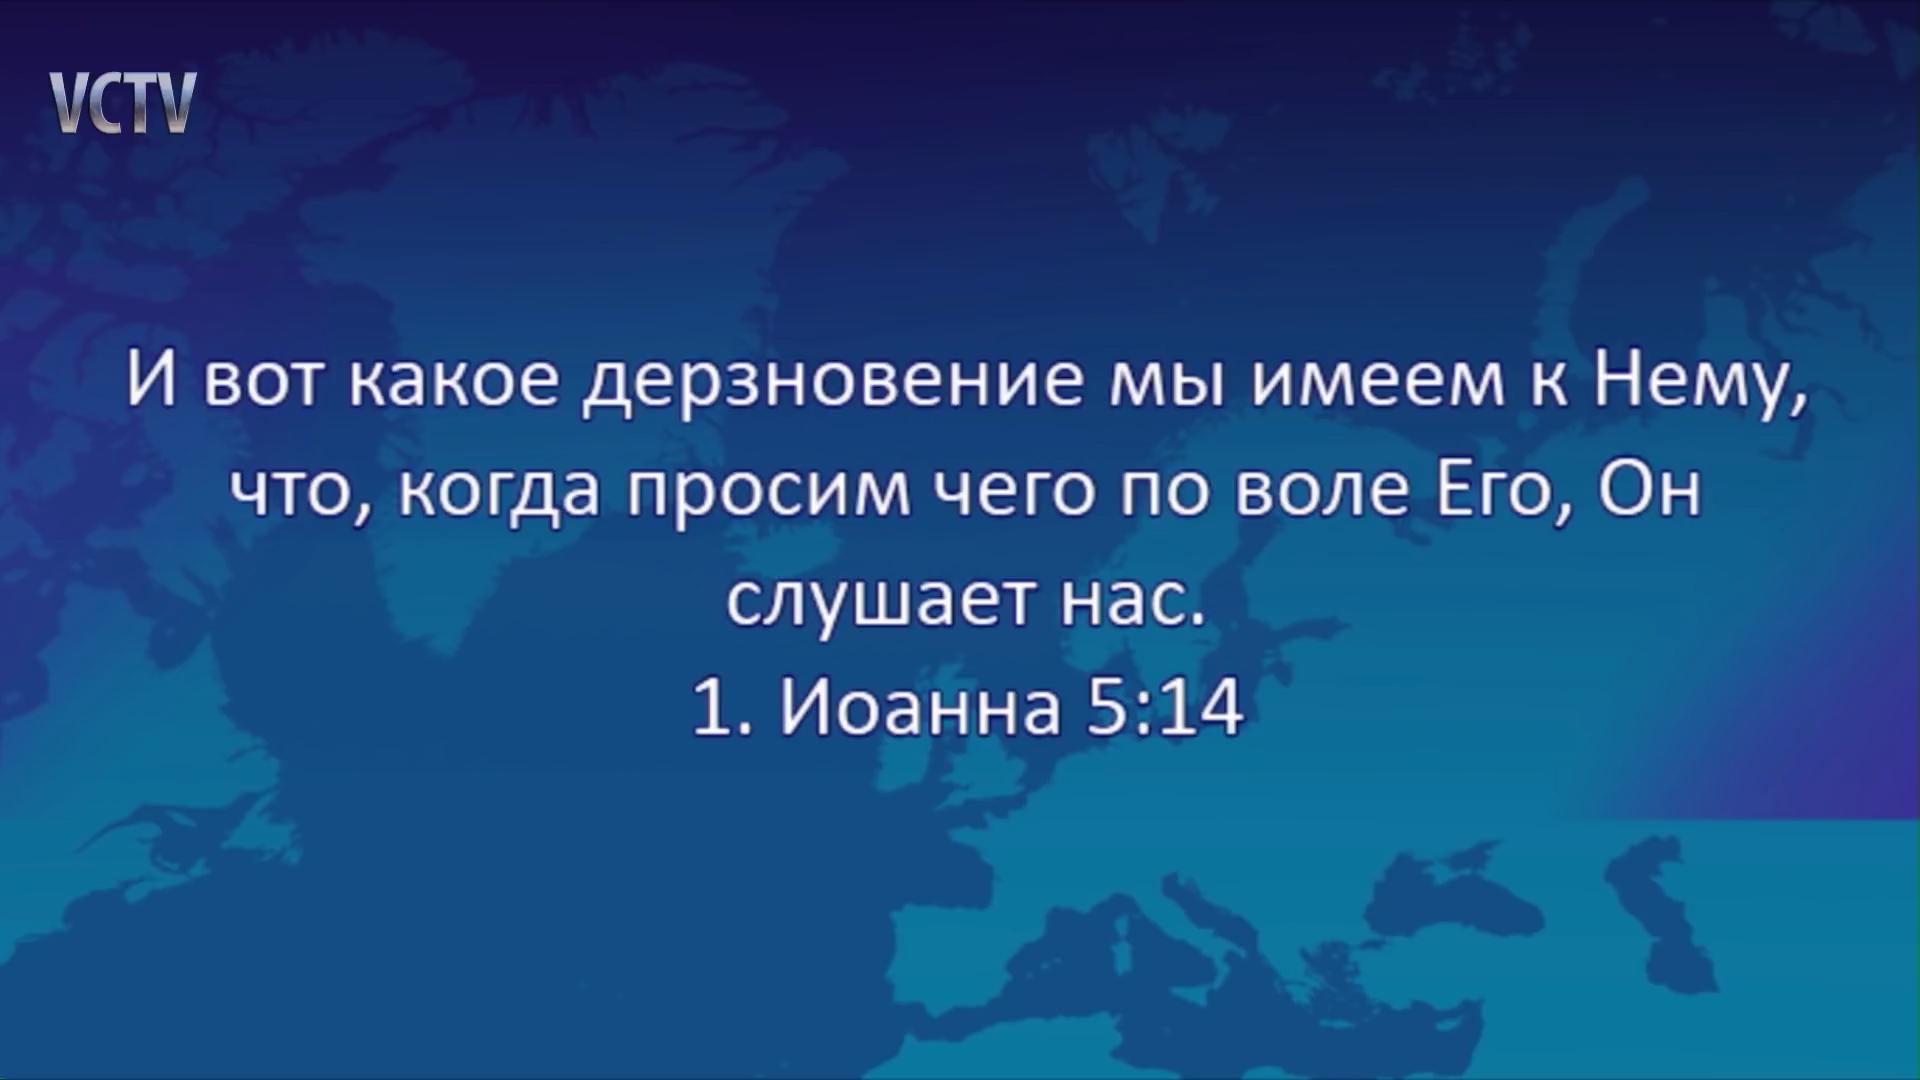 VCTV
И вот какое дерзновение мы имеем к Нему,
что, когда просим чего по воле Его, Он
слушает нас.
1. Иоанна 5:14